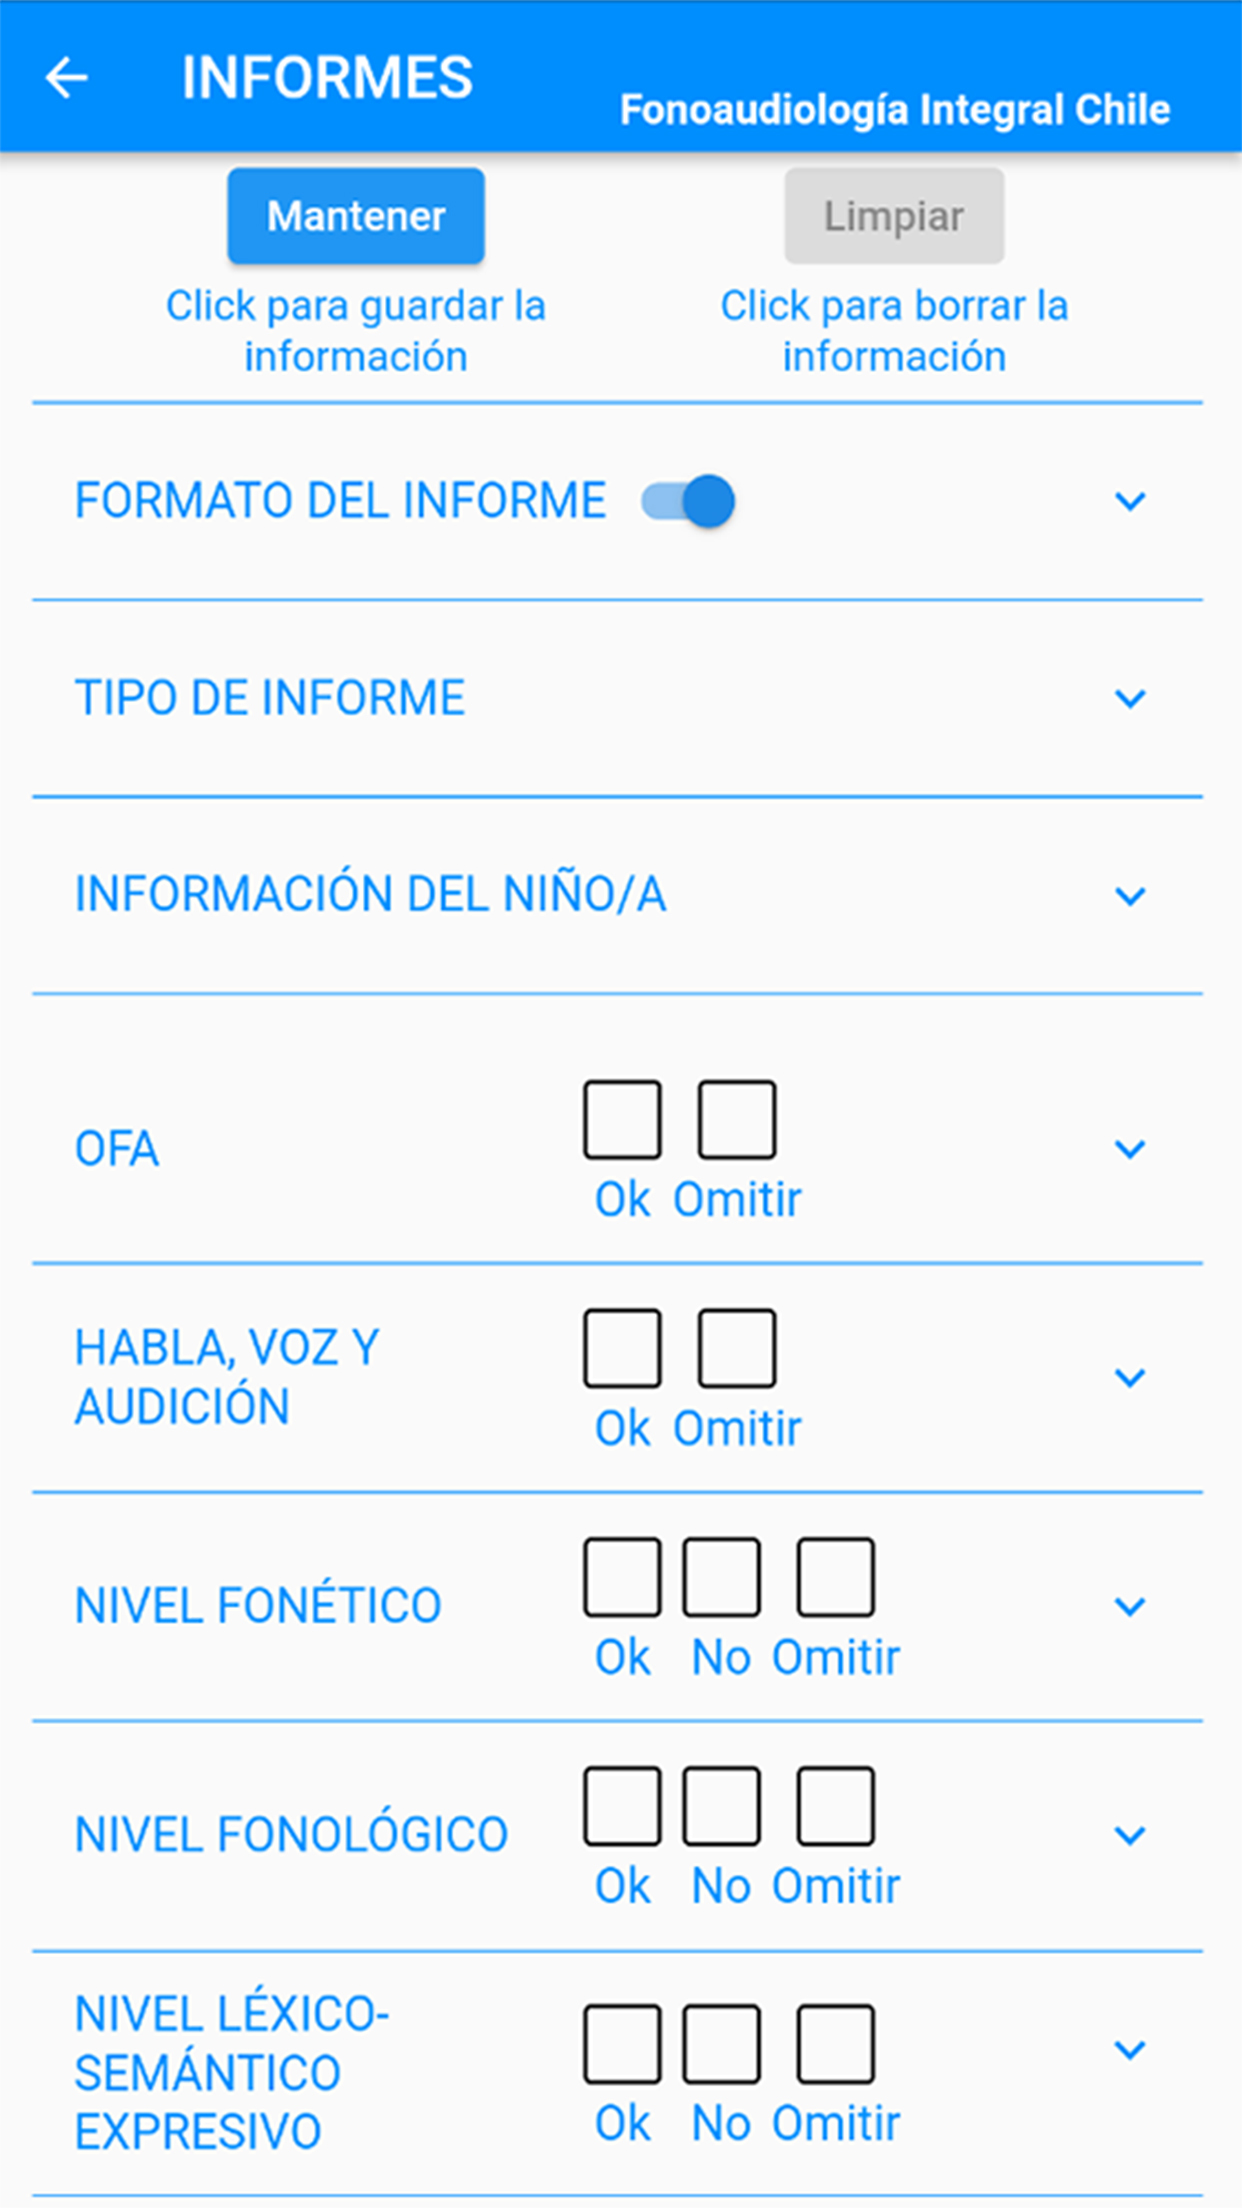 INFORMES
Fonoaudiología Integral Chile
Mantener
Limpiar
Click para guardar la
información
Click para borrar la
información
FORMATO DEL INFORME
TIPO DE INFORME
INFORMACIÓN DEL NIÑO/A
OFA
Ok Omitir
HABLA, VOZ Y
AUDICIÓN
Ok Omitir
NIVEL FONÉTICO
Ok No Omitir
NIVEL FONOLÓGICO
Ok No Omitir
NIVEL LÉXICO-
SEMÁNTICO
EXPRESIVO
Ok No Omitir